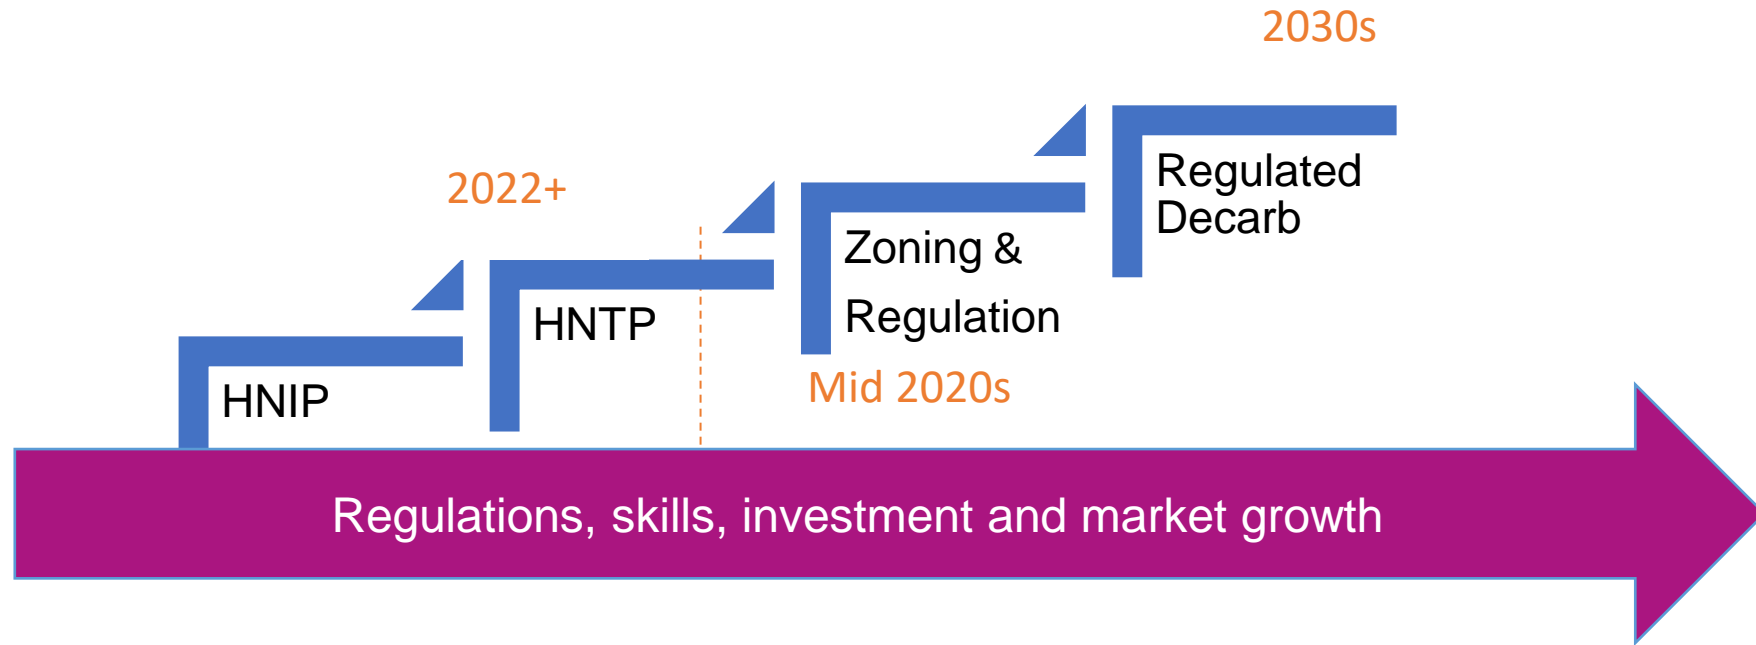 2030s
Regulated
Decarb
2022+
Zoning &
Regulation
HNTP
Mid 2020s
HNIP
Regulations, skills, investment and market growth